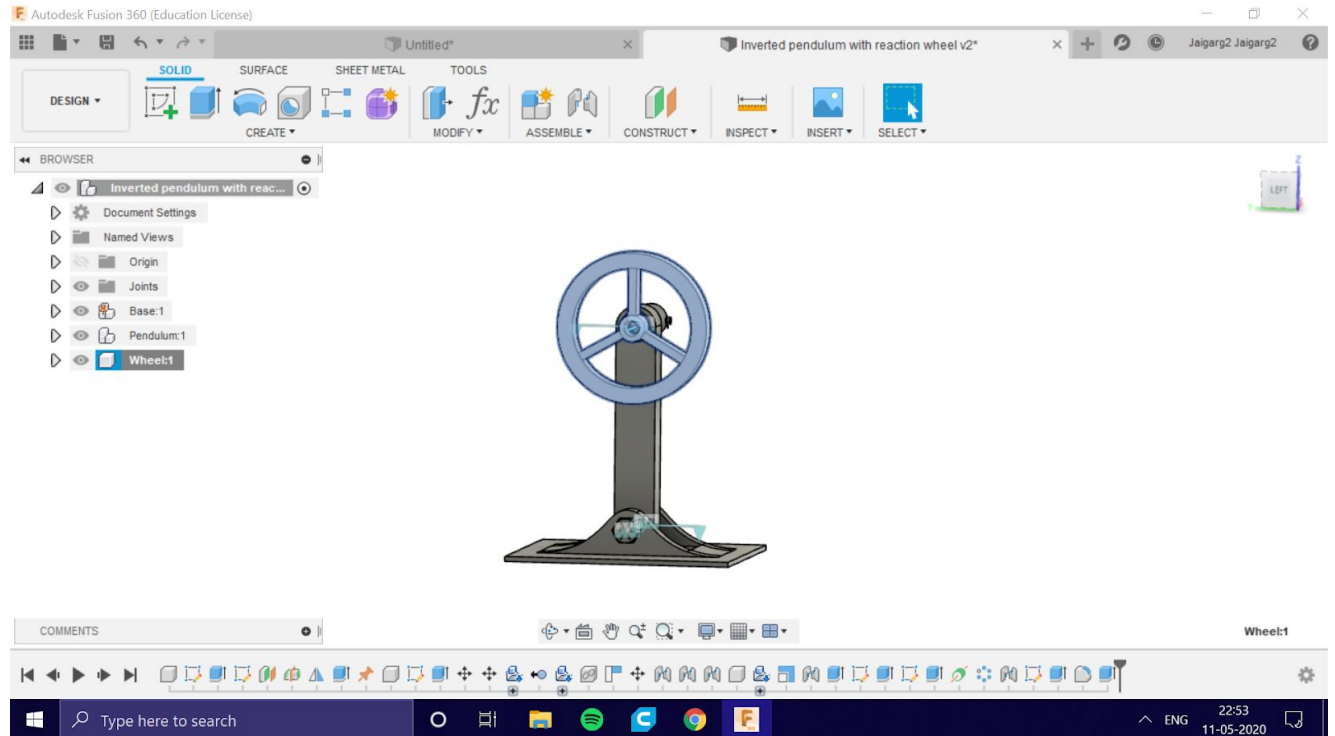 Autodesk Fusion 360 (Education License)
Untitled*
Inverted pendulum with reaction wheel v2*
Jaigarg2 Jaigarg2
SOLID SURFACE SHEET METAL TOOLS
DESIGN
CREATE MODIFY ASSEMBLE CONSTRUCT INSPECT INSERT SELECT
fx
BROWSER
Inverted pendulum with reac...
Document Settings
Named Views
Origin
Joints
Base:1
Pendulum:1
Wheel:1
Z
LEFT
Y
COMMENTS
Wheel:1
Type here to search
ENG
22:53
11-05-2020